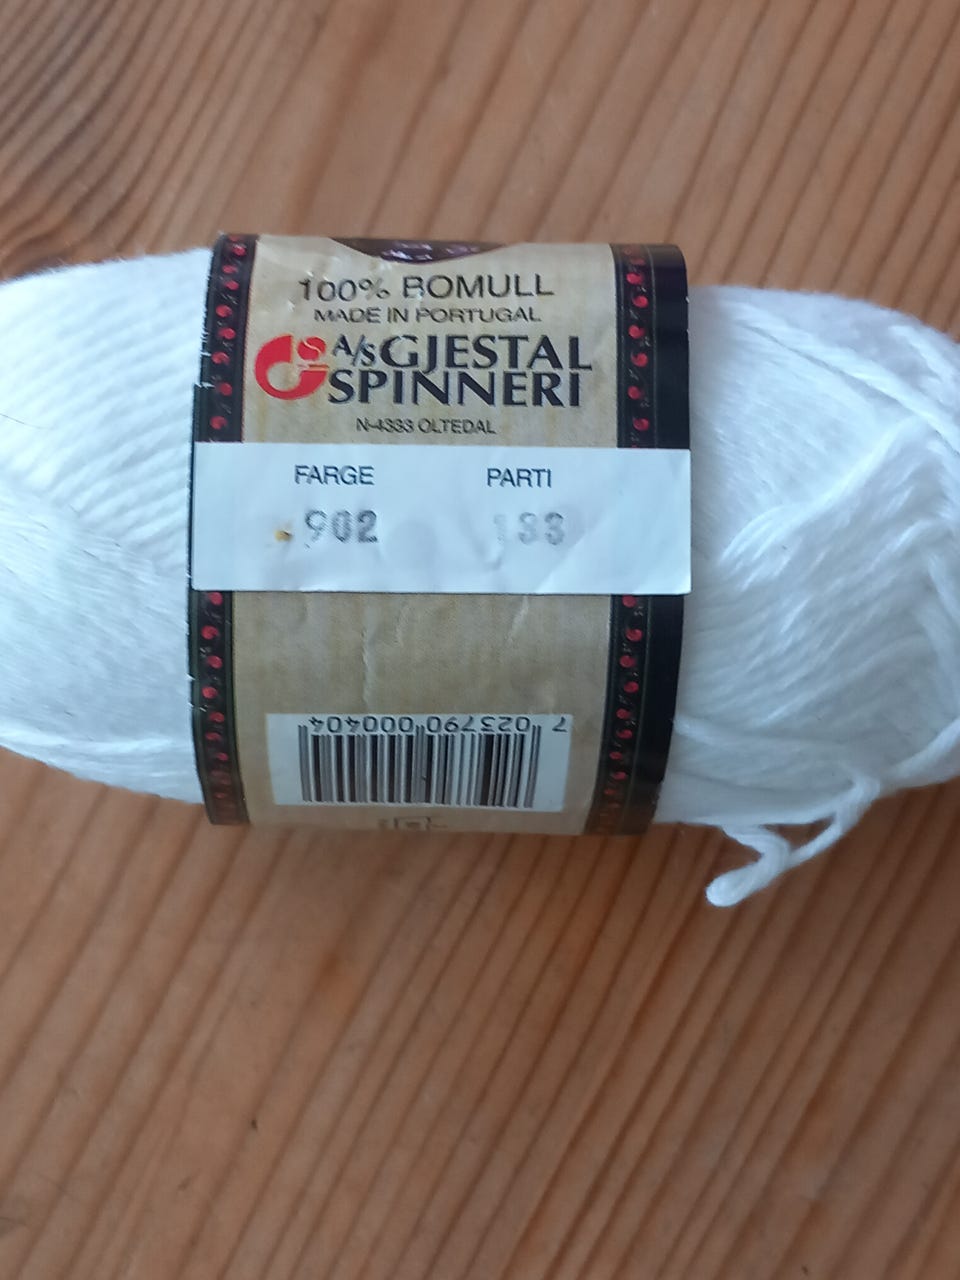 100% BOMULL
MADE IN PORTUGAL
A/S GJESTAL
SPINNERI
N-4333 OLTEDAL
FARGE PARTI
902 133
7 023790 000404